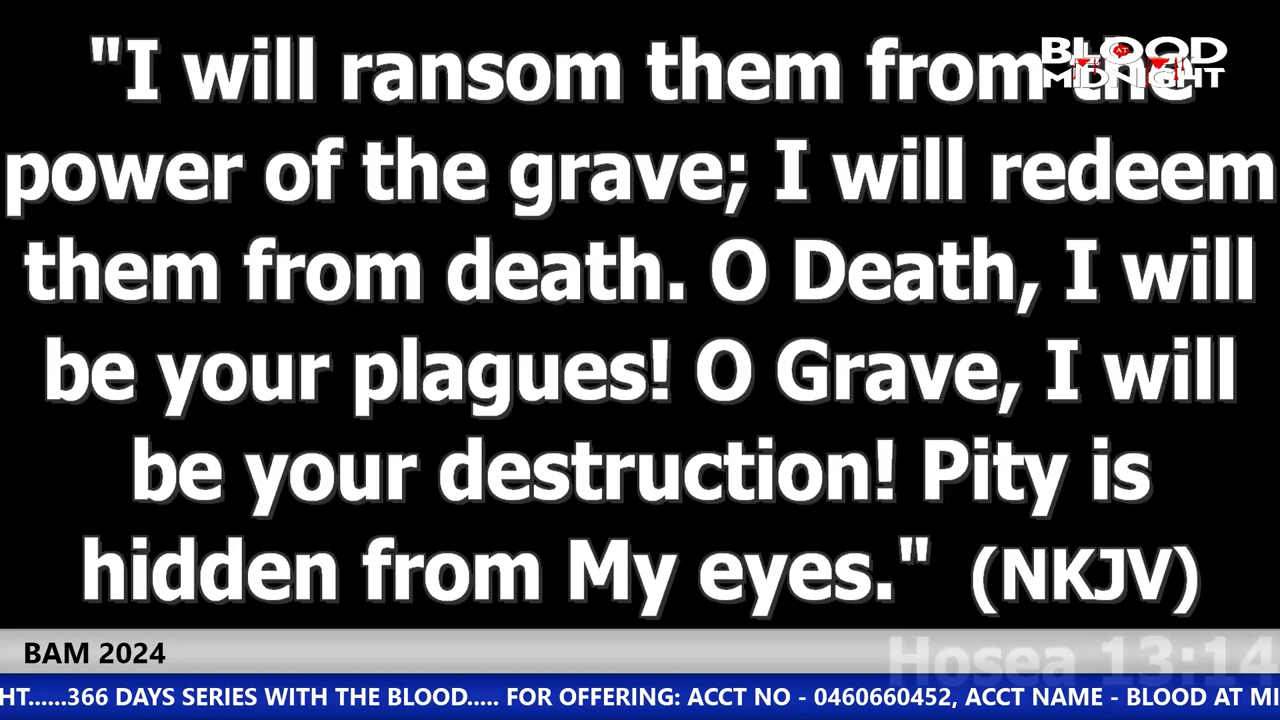 "I will ransom them from the
power of the grave; I will redeem
them from death. O Death, I will
be your plagues! O Grave, I will
be your destruction! Pity is
hidden from My eyes." (NKJV)
BLOOD
AT
MIDNIGHT
BAM 2024
Hosea 13:14
HT......366 DAYS SERIES WITH THE BLOOD..... FOR OFFERING: ACCT NO - 0460660452, ACCT NAME - BLOOD AT MI